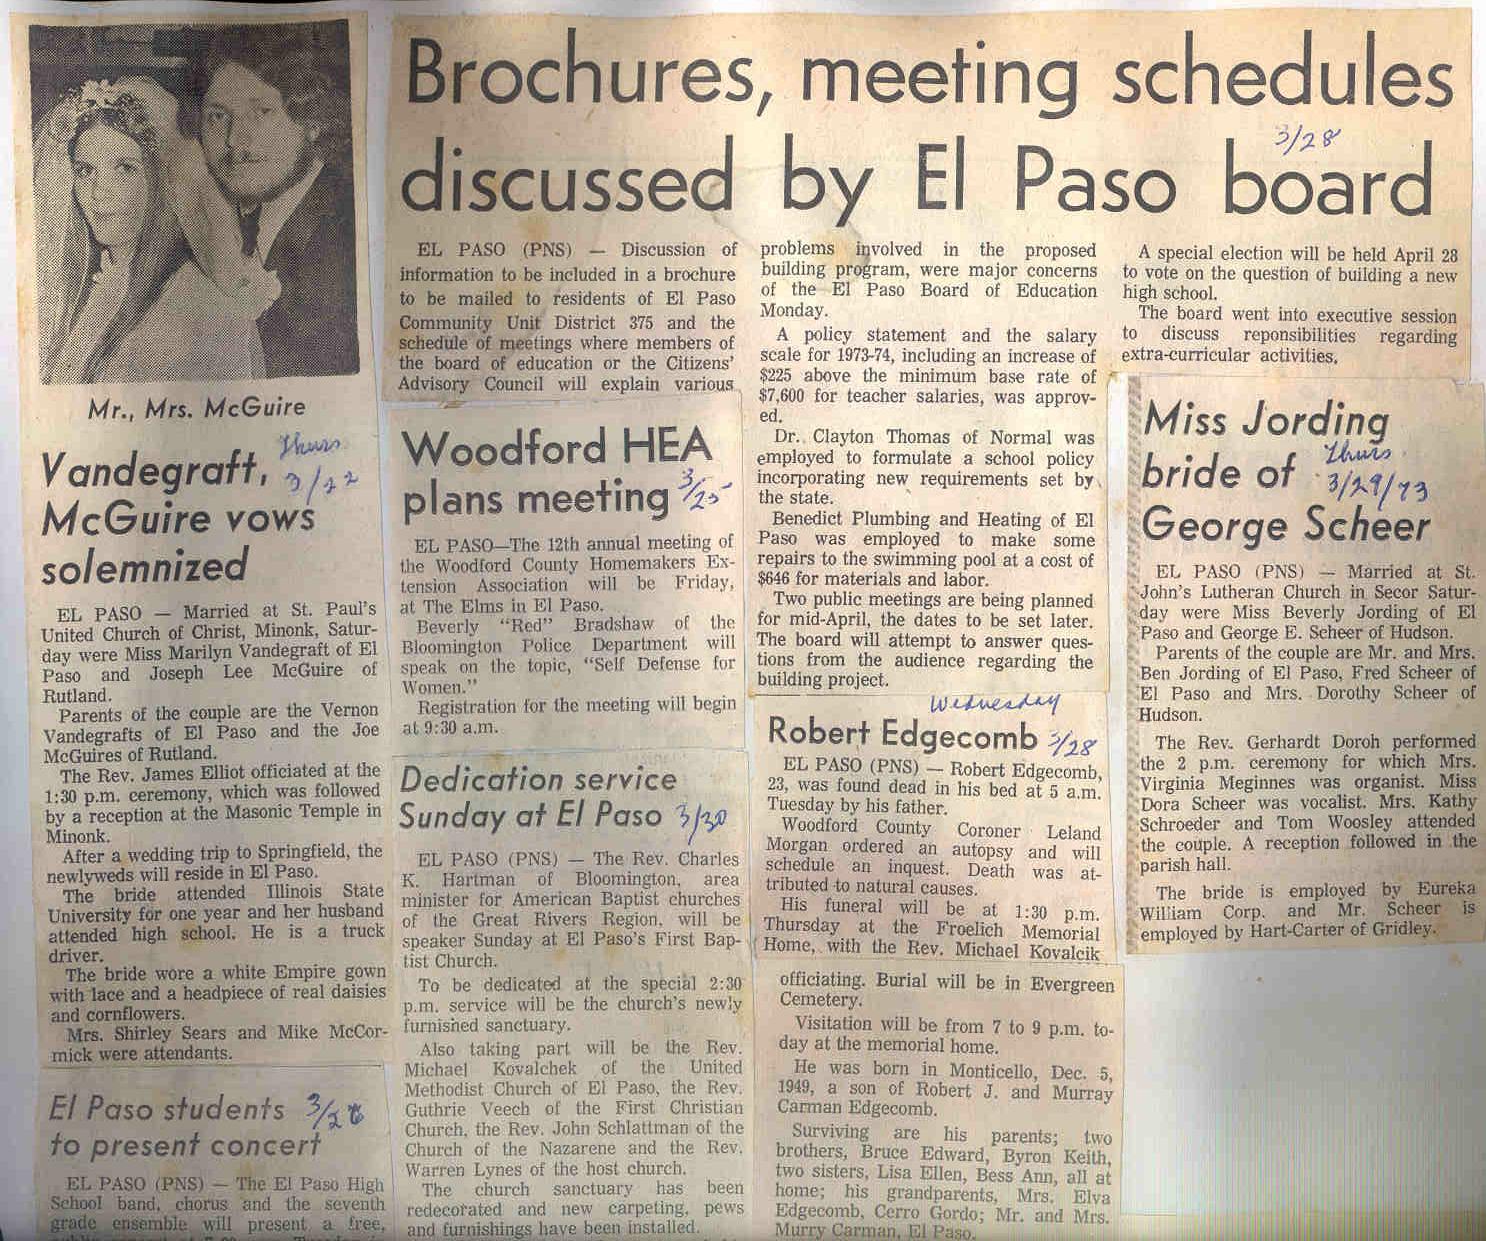 Mr., Mrs. McGuire
Thurs
3/22
Vandegraft,
McGuire vows
solemnized
EL PASO — Married at St. Paul's
United Church of Christ, Minonk, Satur-
day were Miss Marilyn Vandegraft of El
Paso and Joseph Lee McGuire of
Rutland.
Parents of the couple are the Vernon
Vandegrafts of El Paso and the Joe
McGuires of Rutland.
The Rev. James Elliot officiated at the
1:30 p.m. ceremony, which was followed
by a reception at the Masonic Temple in
Minonk.
After a wedding trip to Springfield, the
newlyweds will reside in El Paso.
The bride attended Illinois State
University for one year and her husband
attended high school. He is a truck
driver.
The bride wore a white Empire gown
with lace and a headpiece of real daisies
and cornflowers.
Mrs. Shirley Sears and Mike McCor-
mick were attendants.
El Paso students
to present concert
EL PASO (PNS) — The El Paso High
School band, chorus and the seventh
grade ensemble will present a free,
Brochures, meeting schedules
discussed by El Paso board
3/28
EL PASO (PNS) — Discussion of
information to be included in a brochure
to be mailed to residents of El Paso
Community Unit District 375 and the
schedule of meetings where members of
the board of education or the Citizens'
Advisory Council will explain various
problems involved in the proposed
building program, were major concerns
of the El Paso Board of Education
Monday.
A policy statement and the salary
scale for 1973-74, including an increase of
$225 above the minimum base rate of
$7,600 for teacher salaries, was approv-
ed.
Dr. Clayton Thomas of Normal was
employed to formulate a school policy
incorporating new requirements set by
the state.
Benedict Plumbing and Heating of El
Paso was employed to make some
repairs to the swimming pool at a cost of
$646 for materials and labor.
Two public meetings are being planned
for mid-April, the dates to be set later.
The board will attempt to answer ques-
tions from the audience regarding the
building project.
A special election will be held April 28
to vote on the question of building a new
high school.
The board went into executive session
to discuss reponsibilities regarding
extra-curricular activities.
Woodford HEA
plans meeting
3/25
EL PASO—The 12th annual meeting of
the Woodford County Homemakers Ex-
tension Association will be Friday,
at The Elms in El Paso.
Beverly "Red" Bradshaw of the
Bloomington Police Department will
speak on the topic, "Self Defense for
Women."
Registration for the meeting will begin
at 9:30 a.m.
Dedication service
Sunday at El Paso
3/30
EL PASO (PNS) — The Rev. Charles
K. Hartman of Bloomington, area
minister for American Baptist churches
of the Great Rivers Region, will be
speaker Sunday at El Paso's First Bap-
tist Church.
To be dedicated at the special 2:30
p.m. service will be the church's newly
furnished sanctuary.
Also taking part will be the Rev.
Michael Kovalchek of the United
Methodist Church of El Paso, the Rev.
Guthrie Veech of the First Christian
Church, the Rev. John Schlattman of the
Church of the Nazarene and the Rev.
Warren Lynes of the host church.
The church sanctuary has been
redecorated and new carpeting, pews
and furnishings have been installed.
Wednesday
Robert Edgecomb
3/28
EL PASO (PNS) — Robert Edgecomb,
23, was found dead in his bed at 5 a.m.
Tuesday by his father.
Woodford County Coroner Leland
Morgan ordered an autopsy and will
schedule an inquest. Death was at-
tributed to natural causes.
His funeral will be at 1:30 p.m.
Thursday at the Froelich Memorial
Home, with the Rev. Michael Kovalcik
officiating. Burial will be in Evergreen
Cemetery.
Visitation will be from 7 to 9 p.m. to-
day at the memorial home.
He was born in Monticello, Dec. 5,
1949, a son of Robert J. and Murray
Carman Edgecomb.
Surviving are his parents; two
brothers, Bruce Edward, Byron Keith,
two sisters, Lisa Ellen, Bess Ann, all at
home; his grandparents, Mrs. Elva
Edgecomb, Cerro Gordo; Mr. and Mrs.
Murry Carman, El Paso.
Miss Jording
bride of
George Scheer
Thurs.
3/29/73
EL PASO (PNS) — Married at St.
John's Lutheran Church in Secor Satur-
day were Miss Beverly Jording of El
Paso and George E. Scheer of Hudson.
Parents of the couple are Mr. and Mrs.
Ben Jording of El Paso, Fred Scheer of
El Paso and Mrs. Dorothy Scheer of
Hudson.
The Rev. Gerhardt Doroh performed
the 2 p.m. ceremony for which Mrs.
Virginia Meginnes was organist. Miss
Dora Scheer was vocalist. Mrs. Kathy
Schroeder and Tom Woosley attended
the couple. A reception followed in the
parish hall.
The bride is employed by Eureka
William Corp. and Mr. Scheer is
employed by Hart-Carter of Gridley.